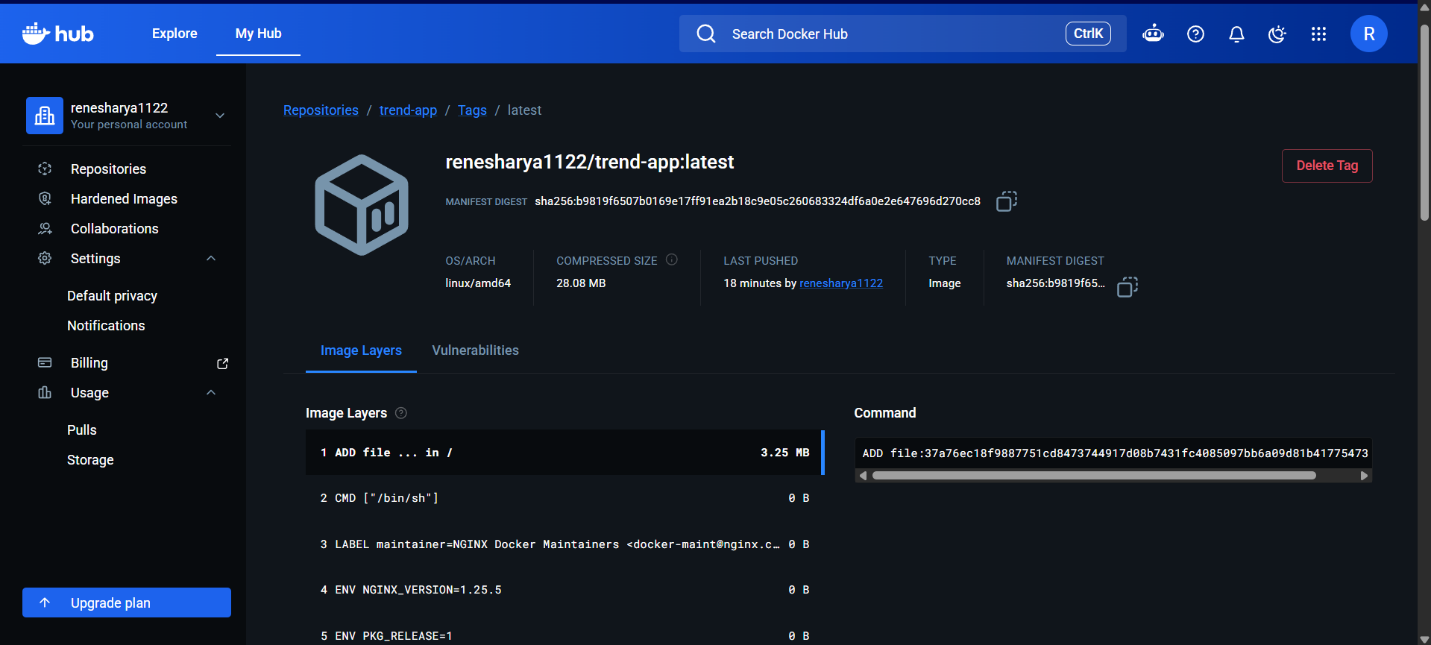 hub Explore My Hub Search Docker Hub CtrlK R
renesharya1122
Your personal account
Repositories
Hardened Images
Collaborations
Settings
Default privacy
Notifications
Billing
Usage
Pulls
Storage
Upgrade plan
Repositories / trend-app / Tags / latest
renesharya1122/trend-app:latest
Delete Tag
MANIFEST DIGEST sha256:b9819f6507b0169e17ff91ea2b18c9e05c260683324df6a0e2e647696d270cc8
OS/ARCH COMPRESSED SIZE LAST PUSHED TYPE MANIFEST DIGEST
linux/amd64 28.08 MB 18 minutes by renesharya1122 Image sha256:b9819f65...
Image Layers Vulnerabilities
Image Layers
1 ADD file ... in / 3.25 MB
2 CMD ["/bin/sh"] 0 B
3 LABEL maintainer=NGINX Docker Maintainers <docker-maint@nginx.c... 0 B
4 ENV NGINX_VERSION=1.25.5 0 B
5 ENV PKG_RELEASE=1 0 B
Command
ADD file:37a76ec18f9887751cd8473744917d08b7431fc4085097bb6a09d81b41775473